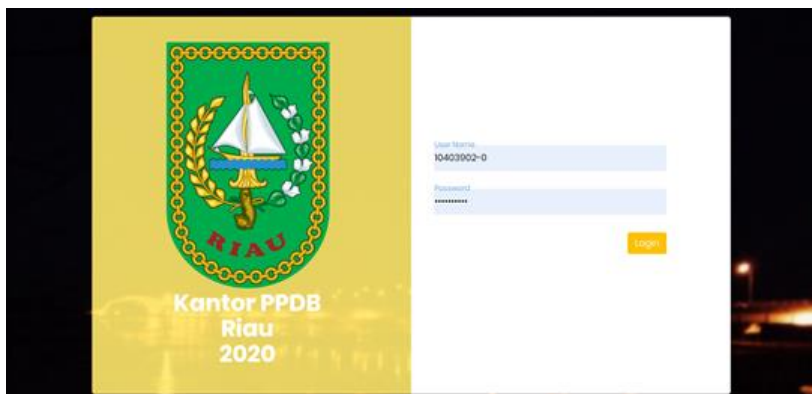 RIAU
Kantor PPDB
Riau
2020
User Name
10403902-0
Password
••••••••••
Login